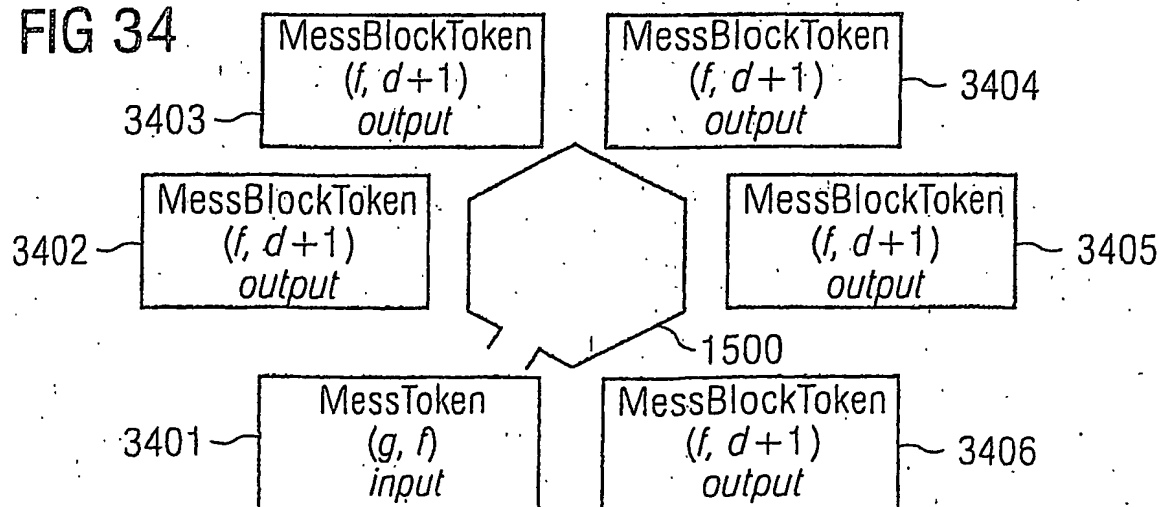 FIG 34
MessBlockToken
(f, d+1)
output
3403
MessBlockToken
(f, d+1)
output
3404
MessBlockToken
(f, d+1)
output
3402
MessBlockToken
(f, d+1)
output
3405
1500
MessToken
(g, f)
input
3401
MessBlockToken
(f, d+1)
output
3406